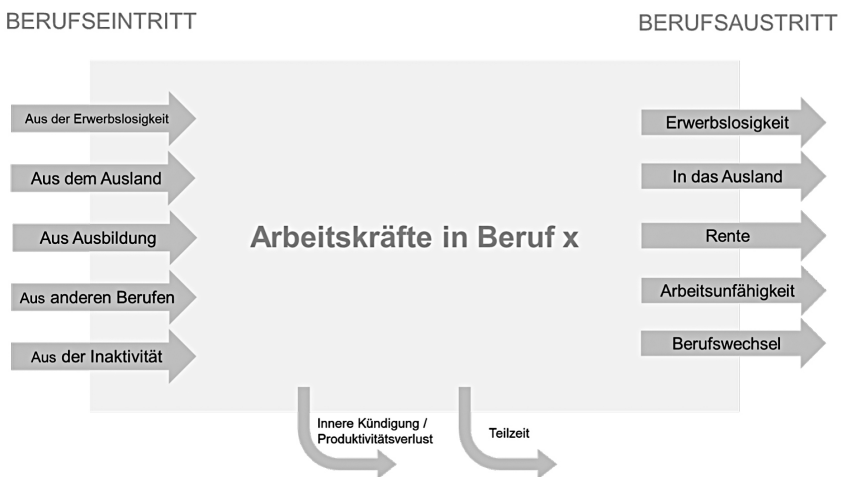 BERUFSEINTRITT
BERUFSAUSTRITT
Aus der Erwerbslosigkeit
Aus dem Ausland
Aus Ausbildung
Aus anderen Berufen
Aus der Inaktivität
Arbeitskräfte in Beruf x
Erwerbslosigkeit
In das Ausland
Rente
Arbeitsunfähigkeit
Berufswechsel
Innere Kündigung /
Produktivitätsverlust
Teilzeit